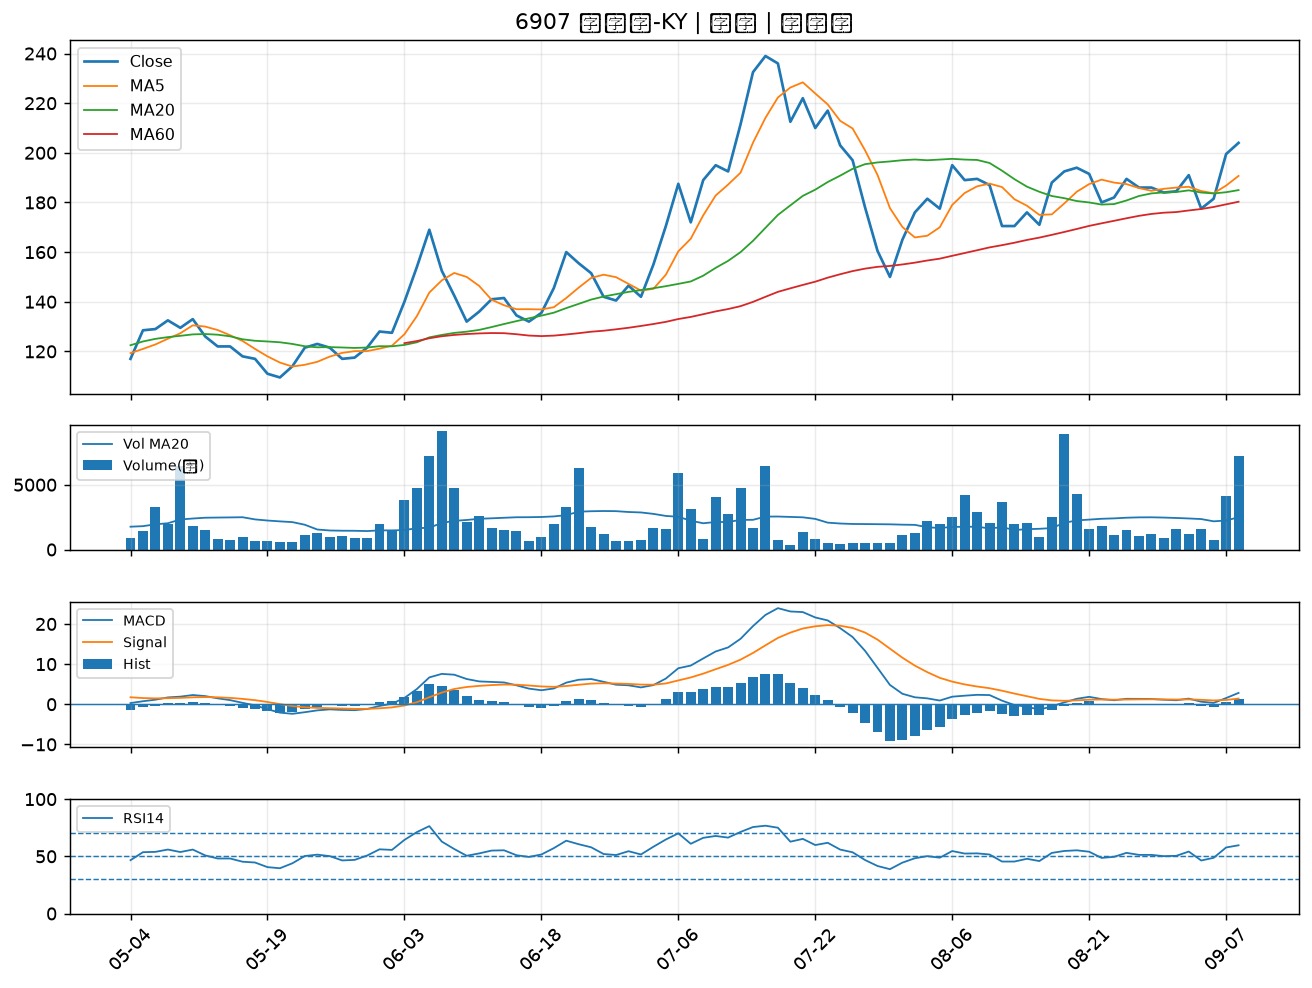 6907 -KY | |
240
220
200
180
160
140
120
Close
MA5
MA20
MA60
5000
0
Vol MA20
Volume( )
20
10
0
−10
MACD
Signal
Hist
100
50
0
RSI14
05-04
05-19
06-03
06-18
07-06
07-22
08-06
08-21
09-07